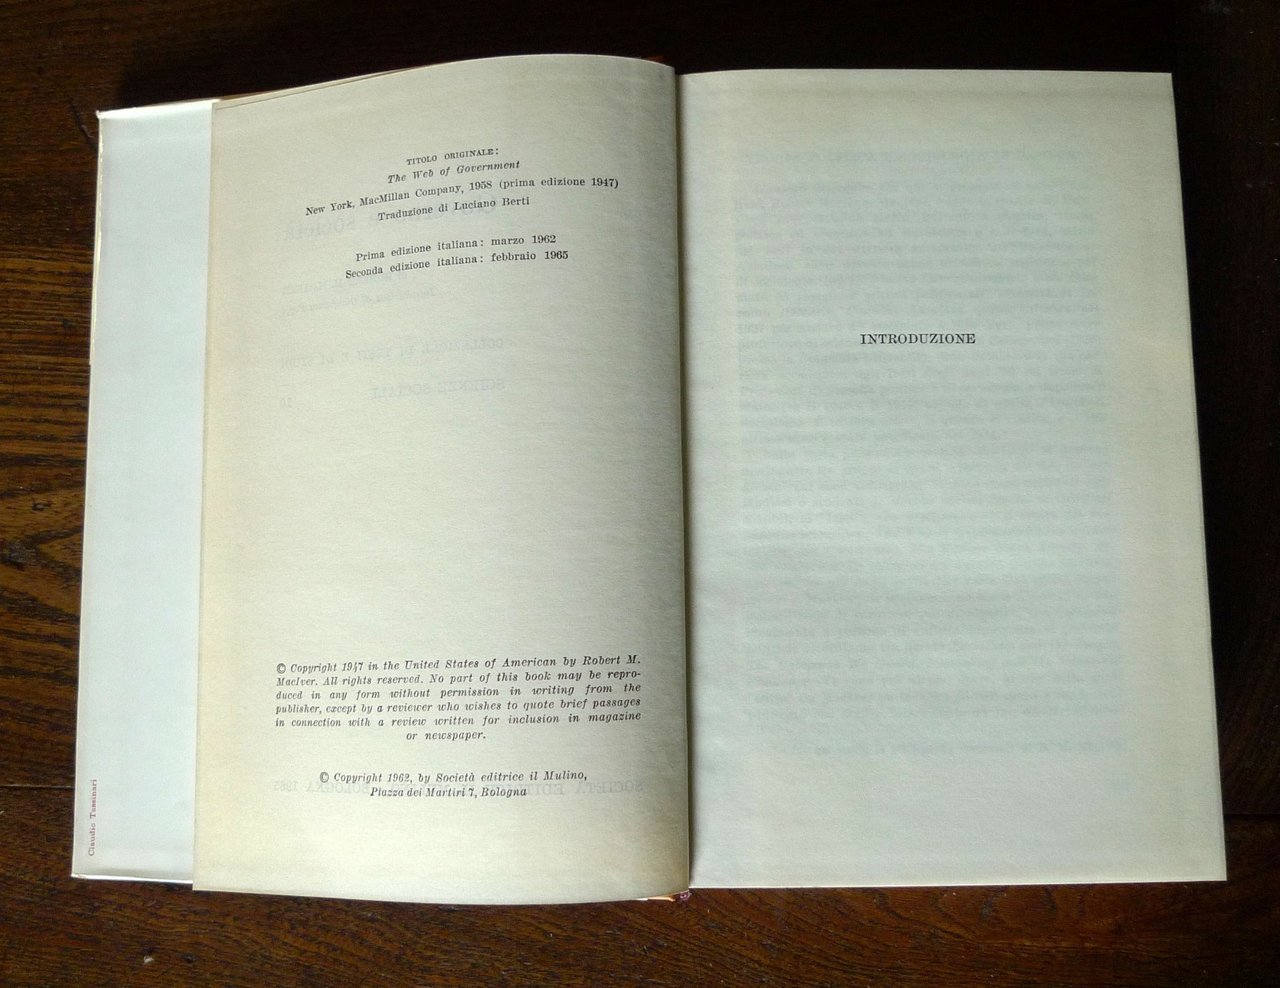 TITOLO ORIGINALE:
The Web of Government
New York, MacMillan Company, 1958 (prima edizione 1947)
Traduzione di Luciano Berti
Prima edizione italiana: marzo 1962
Seconda edizione italiana: febbraio 1965
© Copyright 1947 in the United States of American by Robert M.
MacIver. All rights reserved. No part of this book may be repro-
duced in any form without permission in writing from the
publisher, except by a reviewer who wishes to quote brief passages
in connection with a review written for inclusion in magazine
or newspaper.
© Copyright 1962, by Società editrice il Mulino,
Piazza dei Martiri 7, Bologna
Claudio Tassinari
INTRODUZIONE